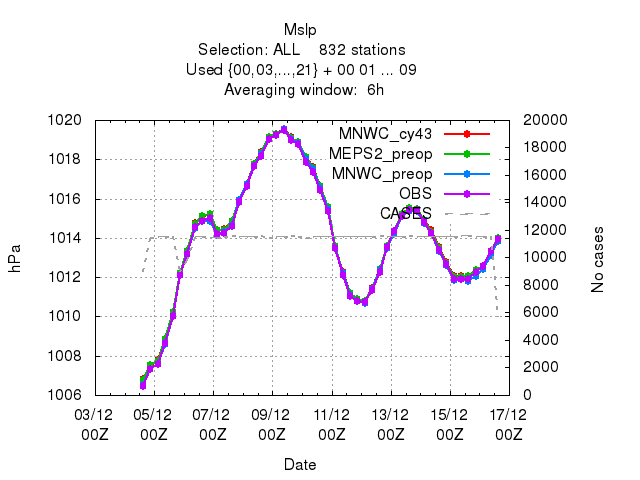 Mslp
Selection: ALL    832 stations
Used {00,03,...,21} + 00 01 ... 09
Averaging window:  6h
1020
1018
1016
1014
1012
1010
1008
1006
hPa
20000
18000
16000
14000
12000
10000
8000
6000
4000
2000
0
No cases
MNWC_cy43
MEPS2_preop
MNWC_preop
OBS
CASES
03/12 05/12 07/12 09/12 11/12 13/12 15/12 17/12
00Z 00Z 00Z 00Z 00Z 00Z 00Z 00Z
Date